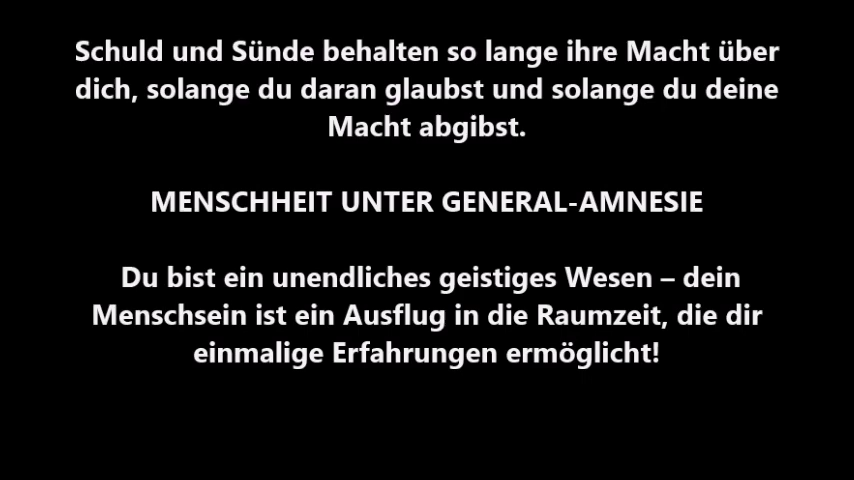 Schuld und Sünde behalten so lange ihre Macht über
dich, solange du daran glaubst und solange du deine
Macht abgibst.
MENSCHHEIT UNTER GENERAL-AMNESIE
Du bist ein unendliches geistiges Wesen – dein
Menschsein ist ein Ausflug in die Raumzeit, die dir
einmalige Erfahrungen ermöglicht!